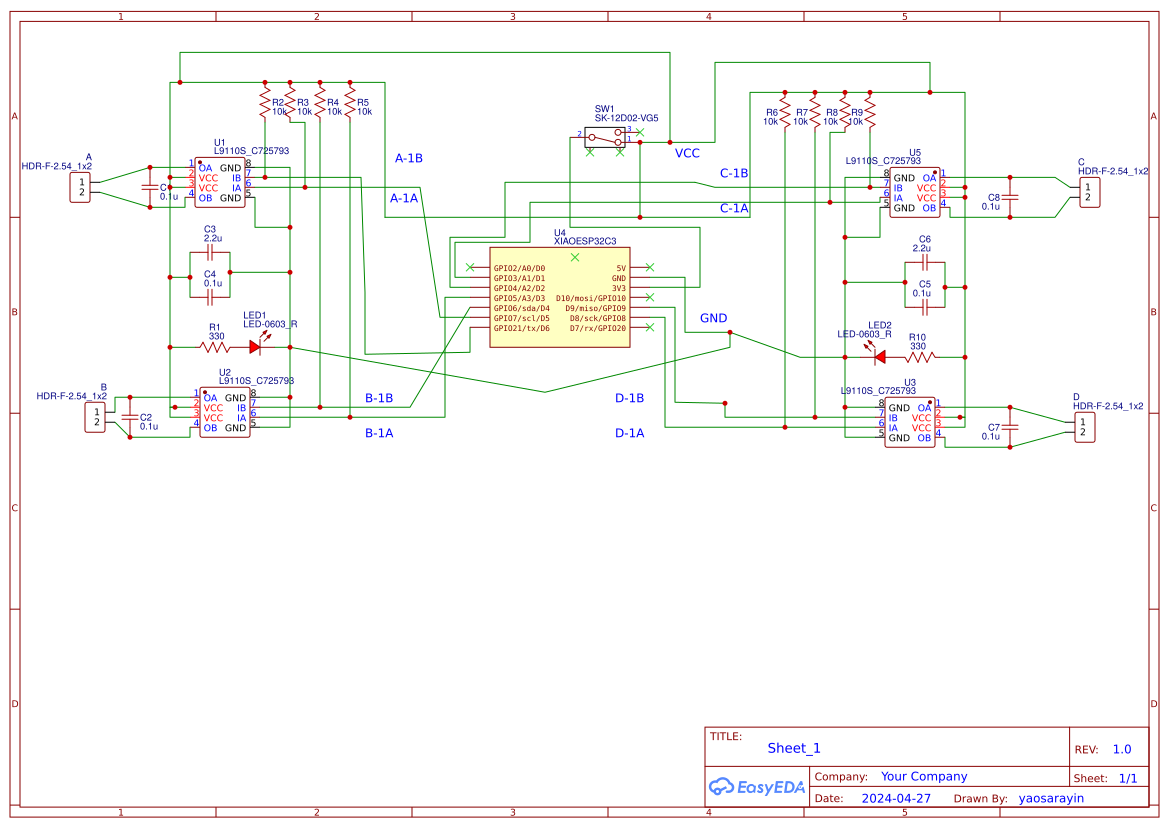 1 2 3 4 5
A
B
C
D
A
B
C
D
1 2 3 4 5
A
HDR-F-2.54_1x2
1
2
C1
0.1u
U1
L9110S_C725793
1 OA GND 8
2 VCC IB 7
3 VCC IA 6
4 OB GND 5
R2
10k
R3
10k
R4
10k
R5
10k
A-1B
A-1A
C3
2.2u
C4
0.1u
R1
330
LED1
LED-0603_R
B
HDR-F-2.54_1x2
1
2
C2
0.1u
U2
L9110S_C725793
1 OA GND 8
2 VCC IB 7
3 VCC IA 6
4 OB GND 5
B-1B
B-1A
SW1
SK-12D02-VG5
2
3
1
VCC
U4
XIAOESP32C3
GPIO2/A0/D0 5V
GPIO3/A1/D1 GND
GPIO4/A2/D2 3V3
GPIO5/A3/D3 D10/mosi/GPIO10
GPIO6/sda/D4 D9/miso/GPIO9
GPIO7/scl/D5 D8/sck/GPIO8
GPIO21/tx/D6 D7/rx/GPIO20
GND
C-1B
C-1A
D-1B
D-1A
R6
10k
R7
10k
R8
10k
R9
10k
U5
L9110S_C725793
8 GND OA 1
7 IB VCC 2
6 IA VCC 3
5 GND OB 4
C8
0.1u
C
HDR-F-2.54_1x2
1
2
C6
2.2u
C5
0.1u
LED2
LED-0603_R
R10
330
U3
L9110S_C725793
8 GND OA 1
7 IB VCC 2
6 IA VCC 3
5 GND OB 4
C7
0.1u
D
HDR-F-2.54_1x2
1
2
TITLE:
Sheet_1
REV: 1.0
EasyEDA
Company: Your Company
Sheet: 1/1
Date: 2024-04-27 Drawn By: yaosarayin